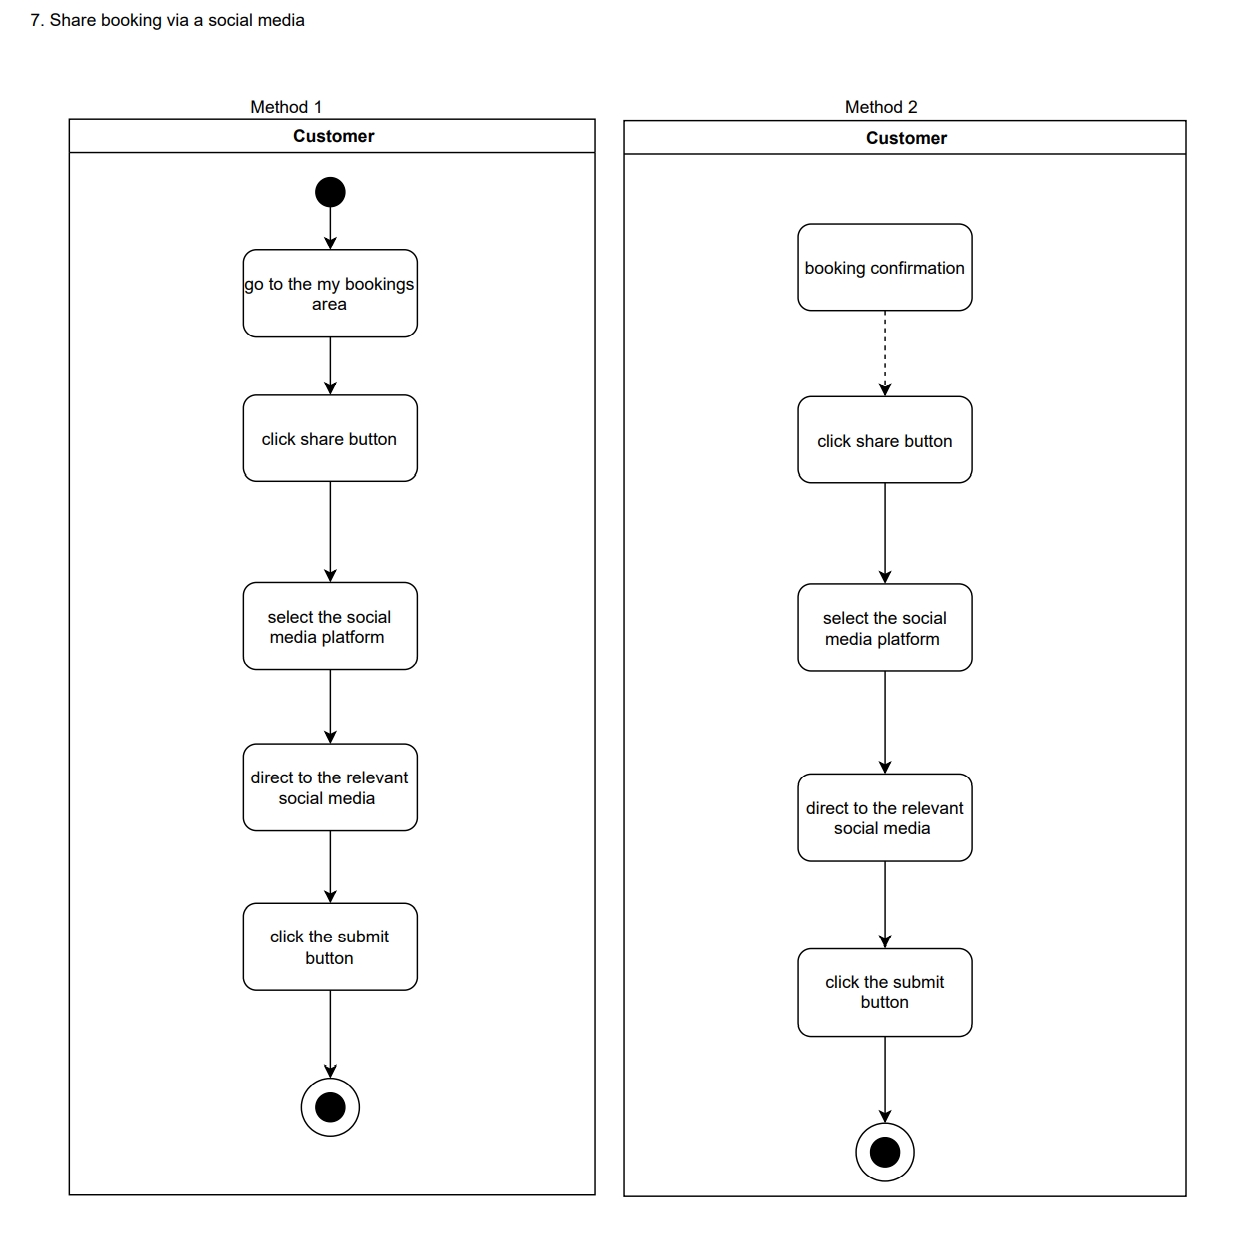 7. Share booking via a social media
Method 1
Customer
go to the my bookings
area
click share button
select the social
media platform
direct to the relevant
social media
click the submit
button
Method 2
Customer
booking confirmation
click share button
select the social
media platform
direct to the relevant
social media
click the submit
button